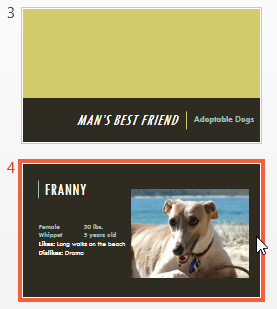 3
MAN'S BEST FRIEND
Adoptable Dogs
4
FRANNY
Female 30 lbs.
Whippet 5 years old
Likes: Long walks on the beach
Dislikes: Drama